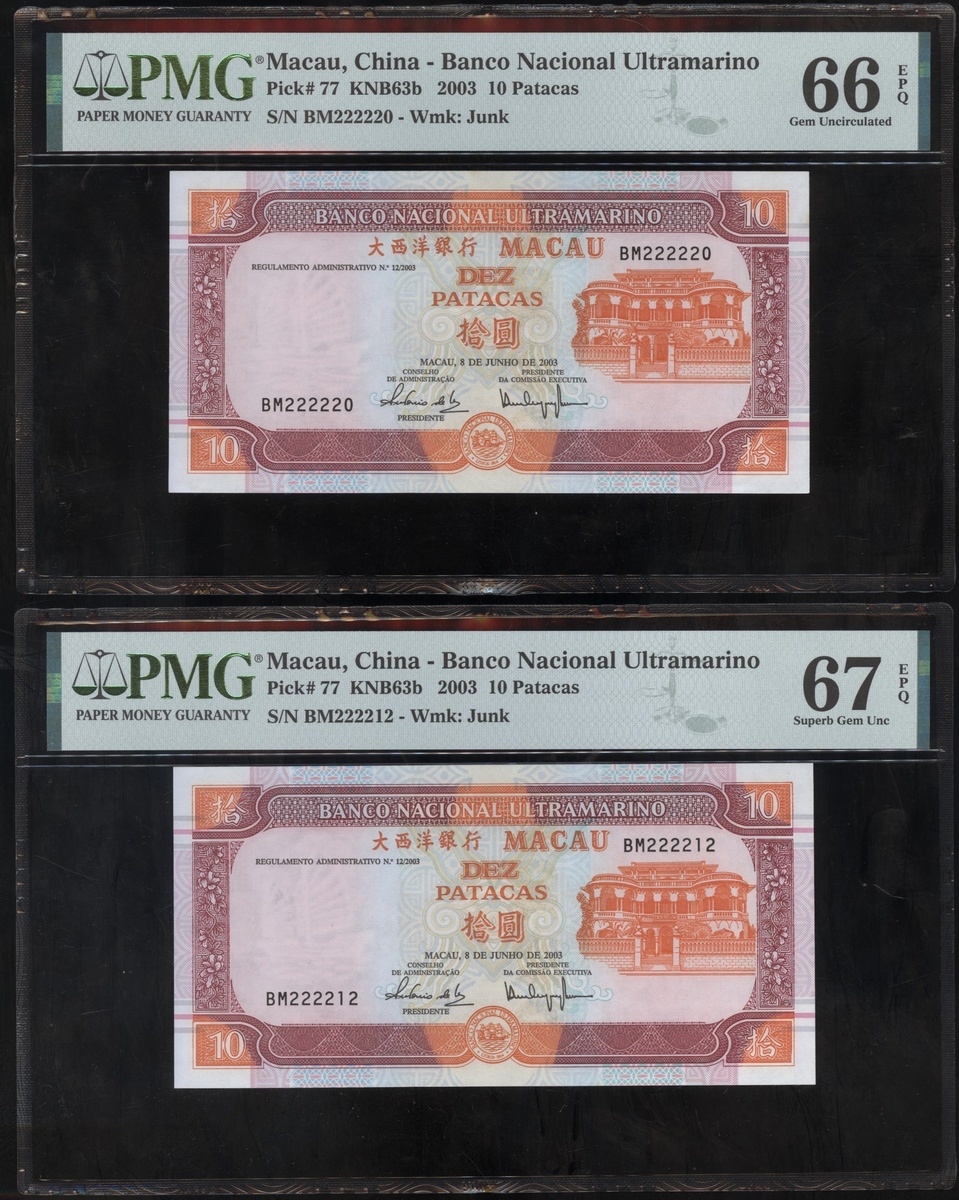 PMG® Macau, China - Banco Nacional Ultramarino
Pick# 77 KNB63b 2003 10 Patacas
PAPER MONEY GUARANTY S/N BM222220 - Wmk: Junk
66 EPQ
Gem Uncirculated
拾 BANCO NACIONAL ULTRAMARINO 10
大西洋銀行 MACAU BM222220
REGULAMENTO ADMINISTRATIVO N.º 12/2003
DEZ
PATACAS
拾圓
MACAU, 8 DE JUNHO DE 2003
CONSELHO PRESIDENTE
DE ADMINISTRAÇÃO DA COMISSÃO EXECUTIVA
BM222220
PRESIDENTE
10 拾
PMG® Macau, China - Banco Nacional Ultramarino
Pick# 77 KNB63b 2003 10 Patacas
PAPER MONEY GUARANTY S/N BM222212 - Wmk: Junk
67 EPQ
Superb Gem Unc
拾 BANCO NACIONAL ULTRAMARINO 10
大西洋銀行 MACAU BM222212
REGULAMENTO ADMINISTRATIVO N.º 12/2003
DEZ
PATACAS
拾圓
MACAU, 8 DE JUNHO DE 2003
CONSELHO PRESIDENTE
DE ADMINISTRAÇÃO DA COMISSÃO EXECUTIVA
BM222212
PRESIDENTE
10 拾